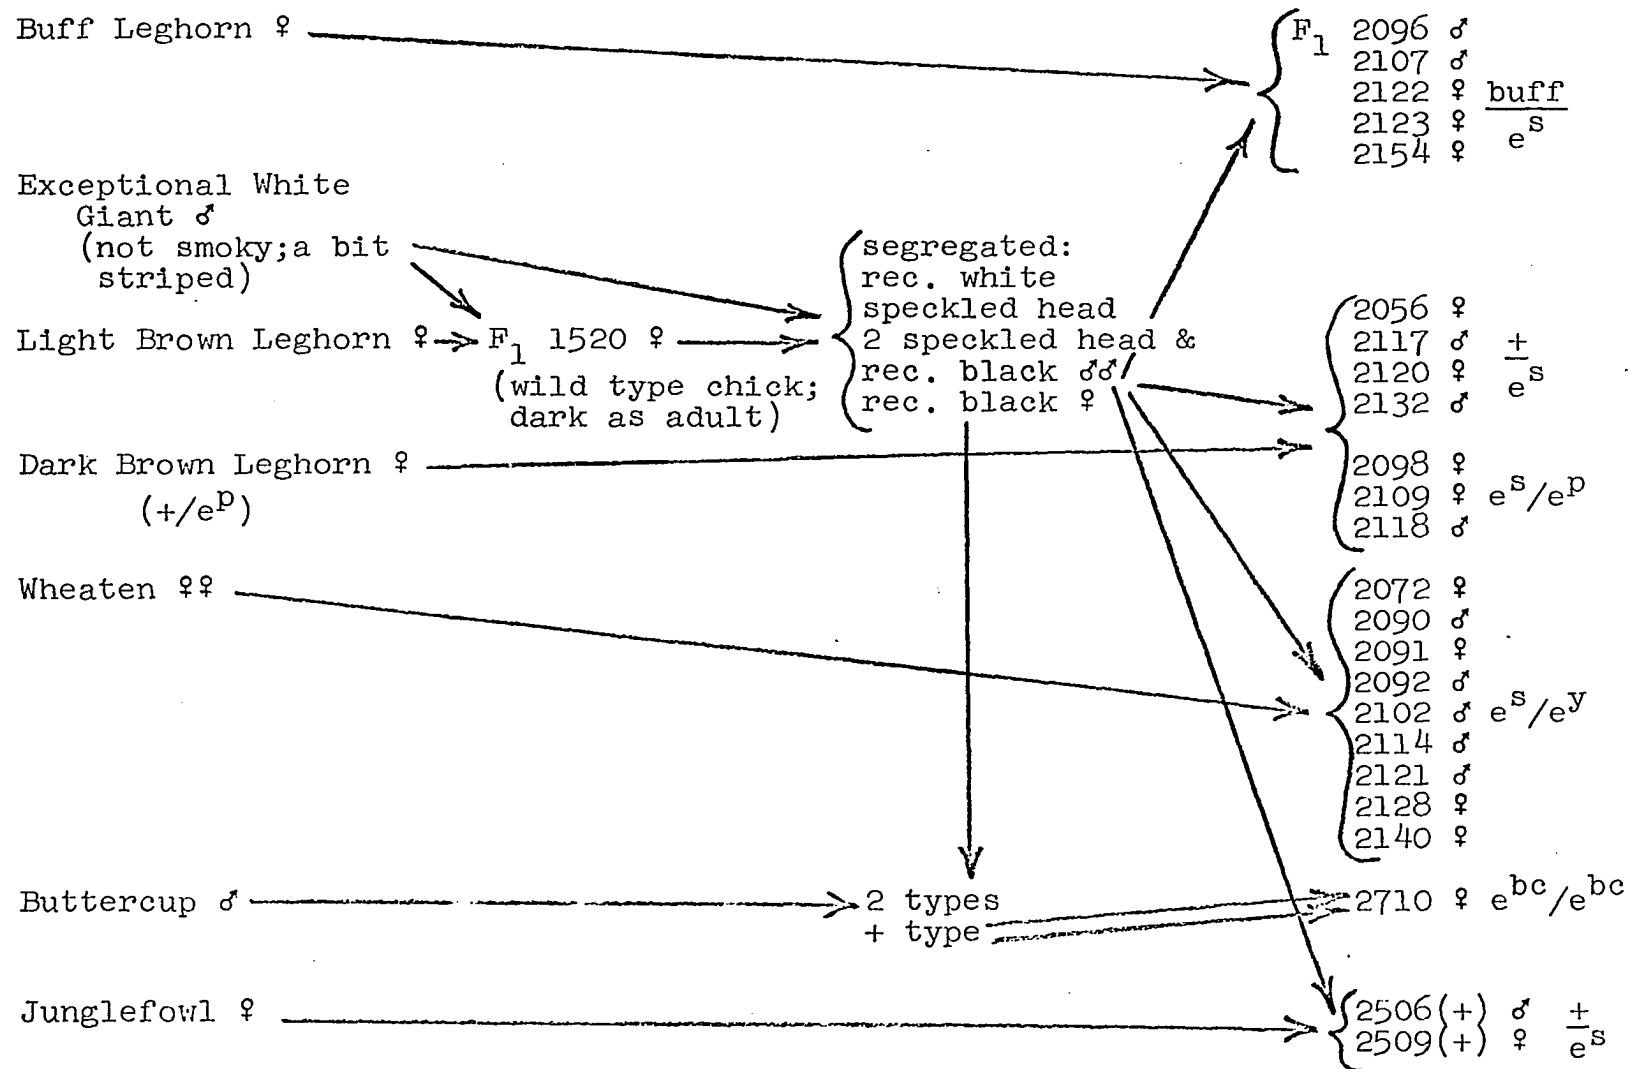 Buff Leghorn ♀
F1 2096 ♂
2107 ♂
2122 ♀ buff
2123 ♀ e^s
2154 ♀
Exceptional White
Giant ♂
(not smoky;a bit
striped)
Light Brown Leghorn ♀
F1 1520 ♀
(wild type chick;
dark as adult)
segregated:
rec. white
speckled head
2 speckled head &
rec. black ♂♂
rec. black ♀
2056 ♀
2117 ♂ +
2120 ♀ e^s
2132 ♂
Dark Brown Leghorn ♀
(+/e^p)
2098 ♀
2109 ♀ e^s/e^p
2118 ♂
Wheaten ♀♀
2072 ♀
2090 ♂
2091 ♀
2092 ♂
2102 ♂ e^s/e^y
2114 ♂
2121 ♂
2128 ♀
2140 ♀
Buttercup ♂
2 types
+ type
2710 ♀ e^bc/e^bc
Junglefowl ♀
2506(+) ♂ +
2509(+) ♀ e^s